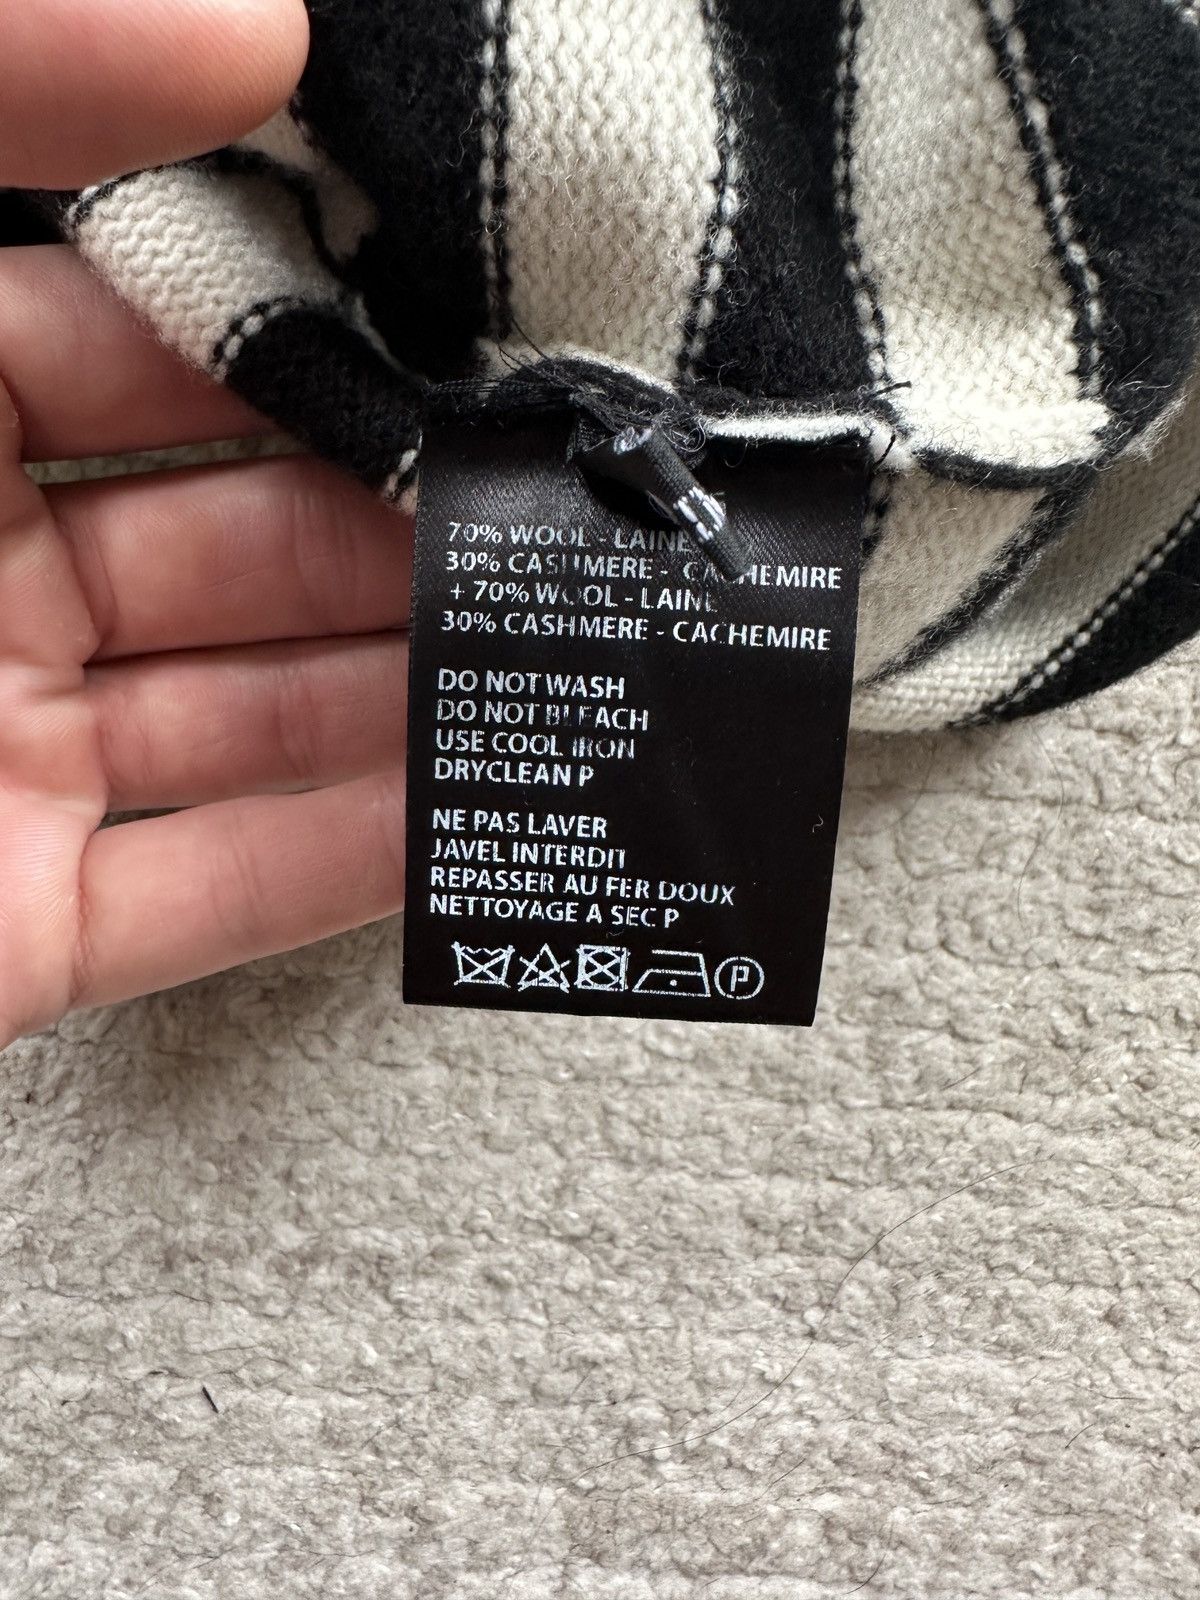 70% WOOL - LAINE
30% CASHMERE - CACHEMIRE
+ 70% WOOL - LAINE
30% CASHMERE - CACHEMIRE
DO NOT WASH
DO NOT BLEACH
USE COOL IRON
DRYCLEAN P
NE PAS LAVER
JAVEL INTERDIT
REPASSER AU FER DOUX
NETTOYAGE A SEC P
P